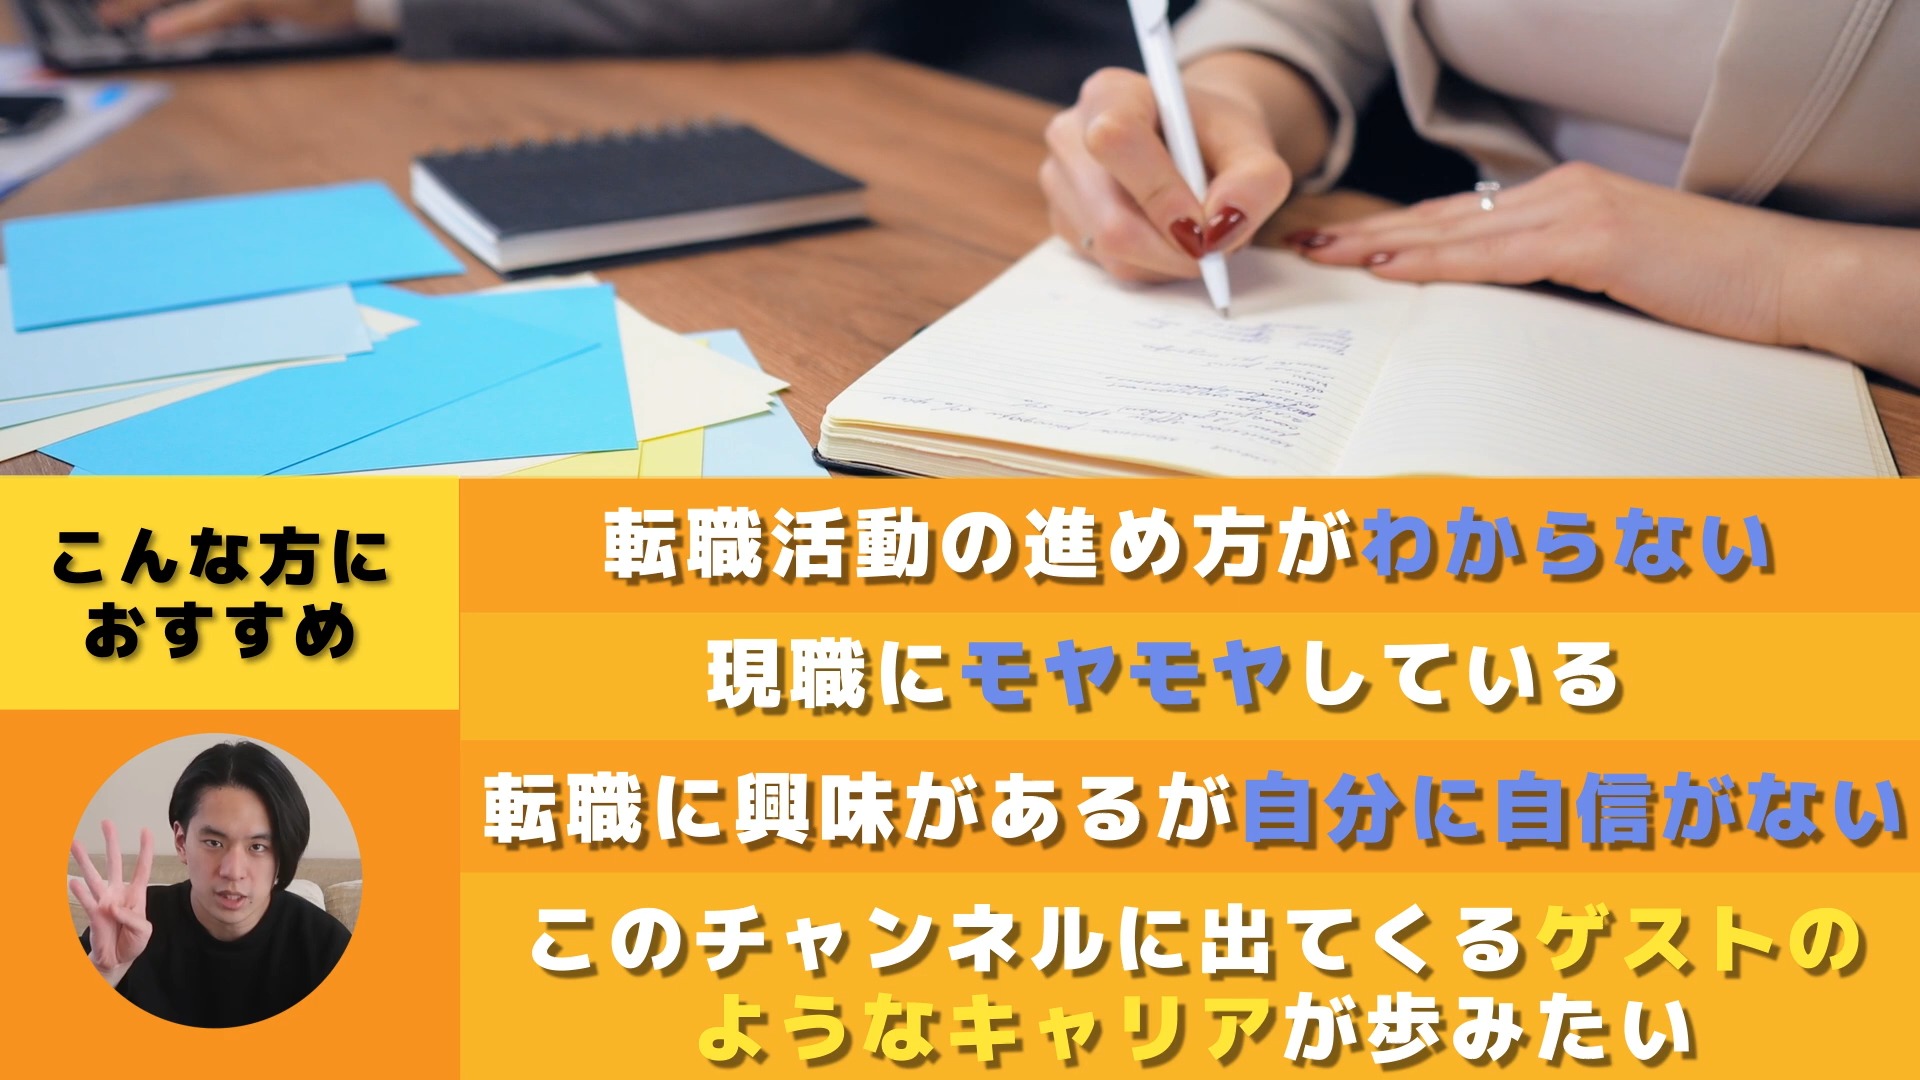 こんな方に
おすすめ
転職活動の進め方がわからない
現職にモヤモヤしている
転職に興味があるが自分に自信がない
このチャンネルに出てくるゲストの
ようなキャリアが歩みたい